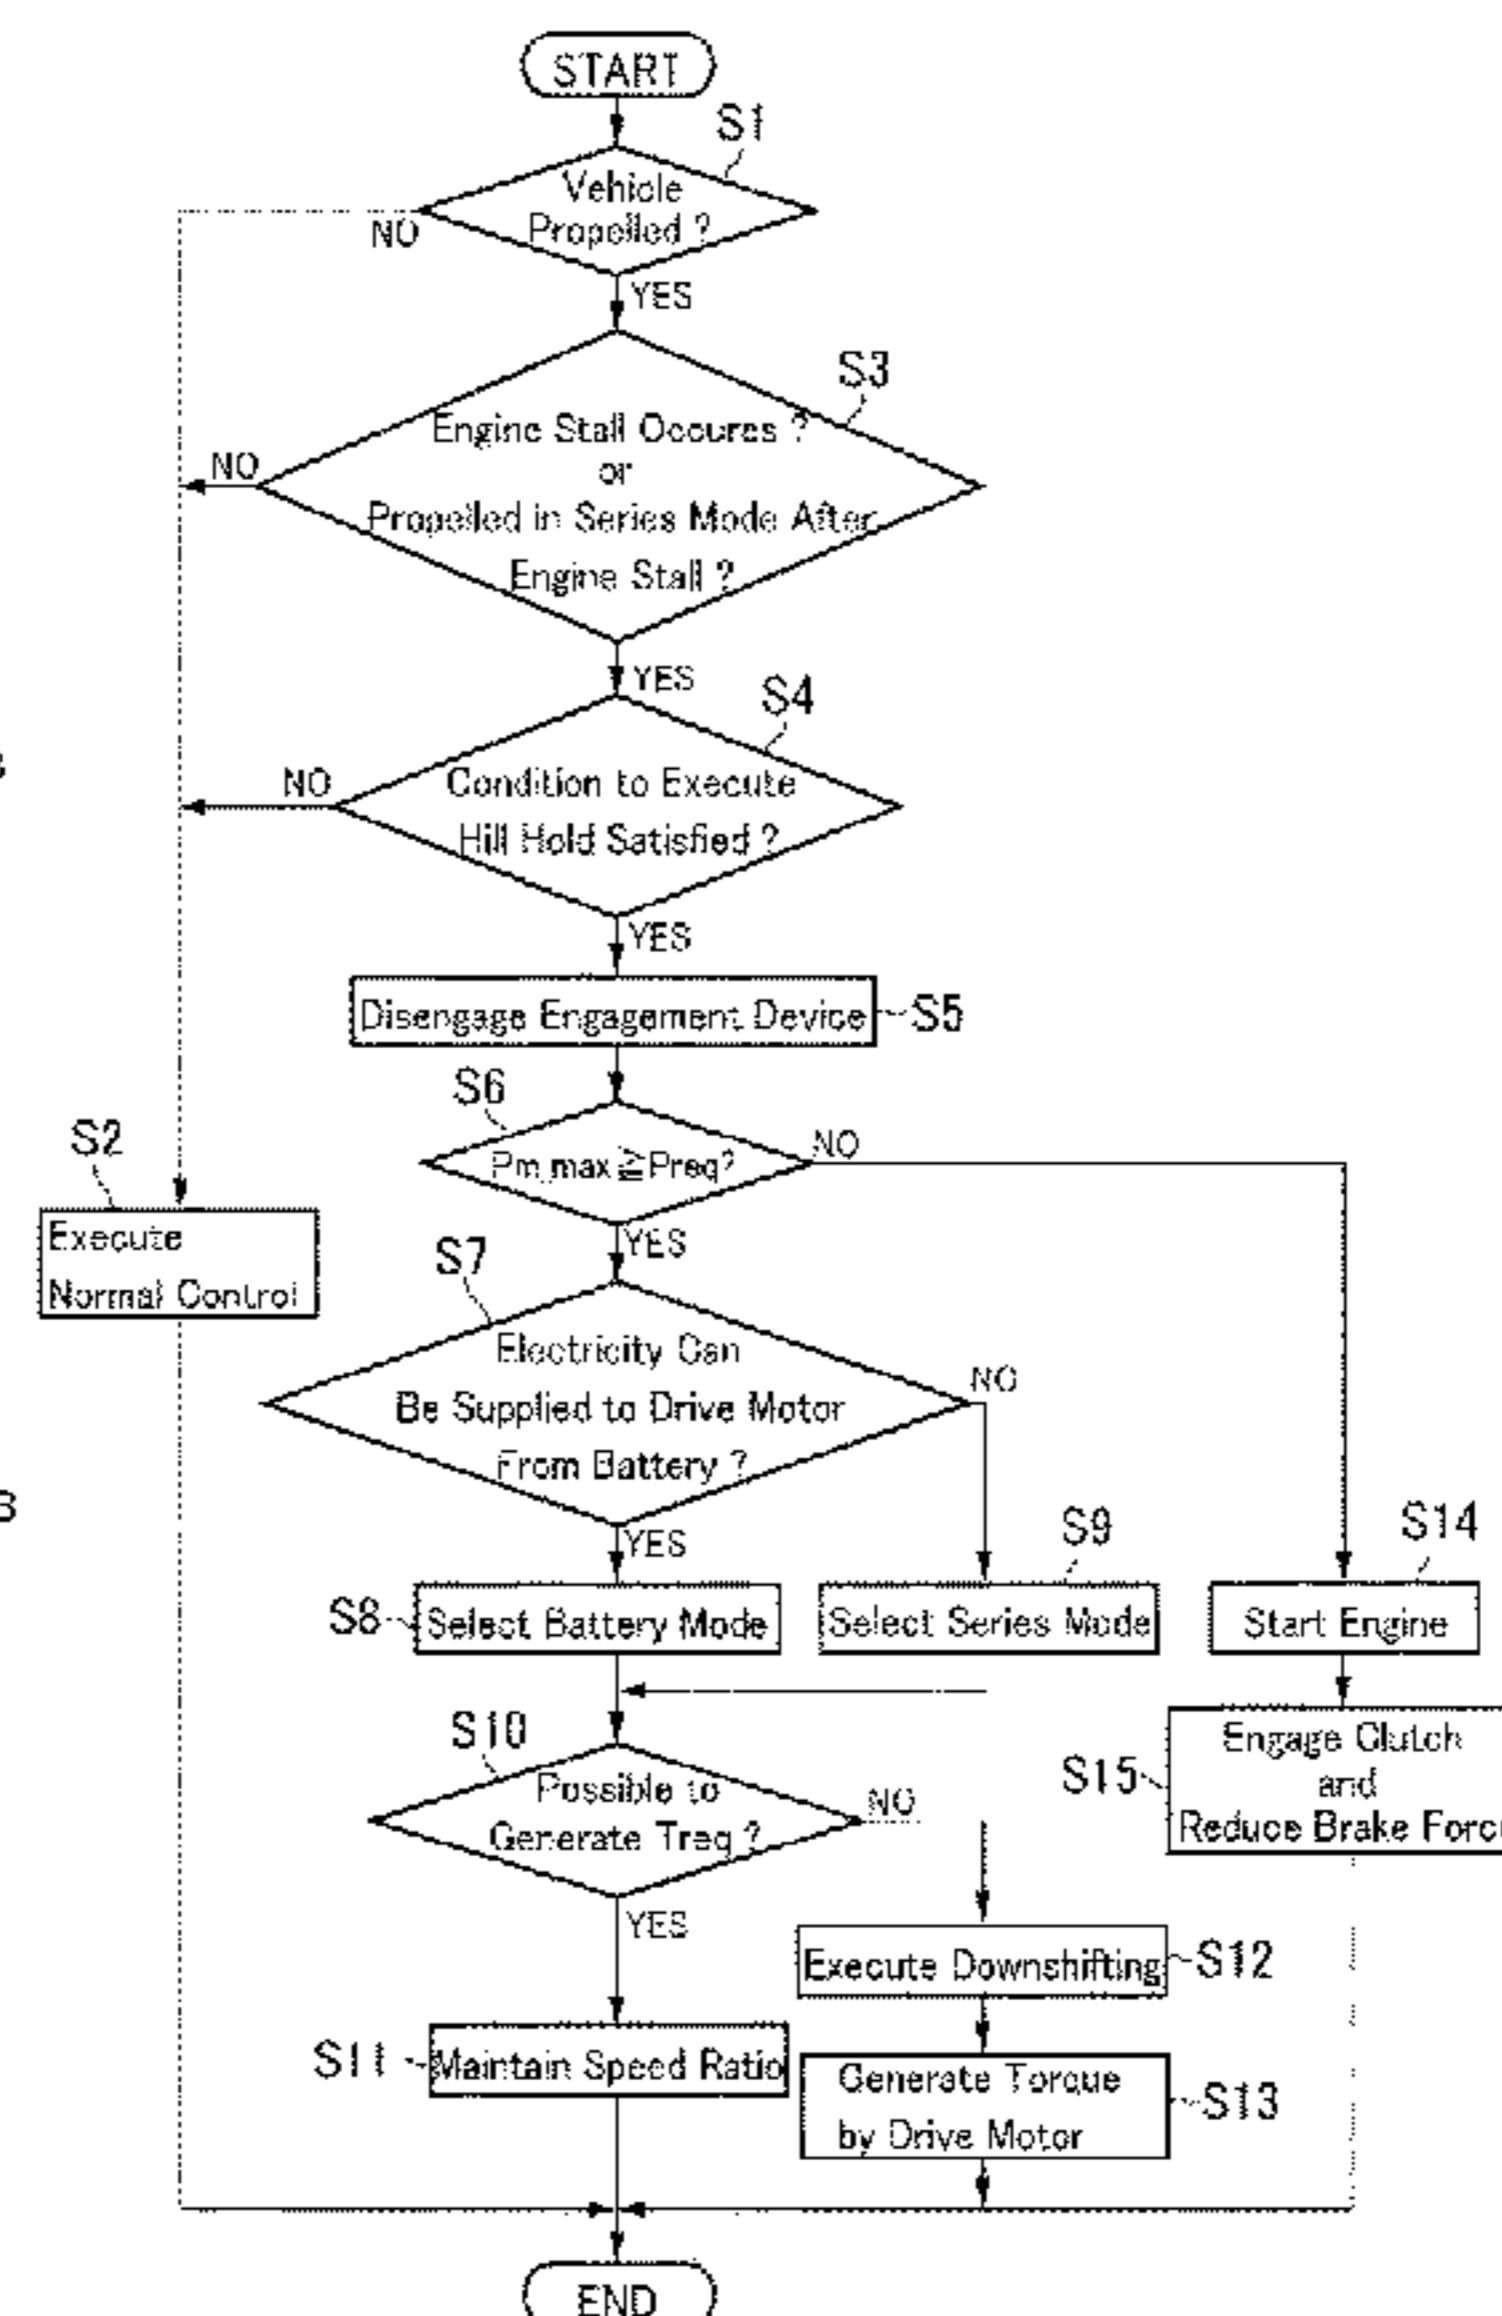 START
S1
Vehicle
Propelled ?
NO
YES
S3
Engine Stall Occures ?
or
Propelled in Series Mode After
Engine Stall ?
NO
YES
S4
Condition to Execute
Hill Hold Satisfied ?
NO
YES
Disengage Engagement Device
S5
S6
Pm_max≧Preq?
NO
YES
S2
Execute
Normal Control
S7
Electricity Can
Be Supplied to Drive Motor
From Battery ?
NO
YES
S8
Select Battery Mode
S9
Select Series Mode
S14
Start Engine
S15
Engage Clutch
and
Reduce Brake
S10
Possible to
Generate Treq ?
NO
YES
S11
Maintain Speed Ratio
Execute Downshifting
S12
Generate Torque
by Drive Motor
S13
END